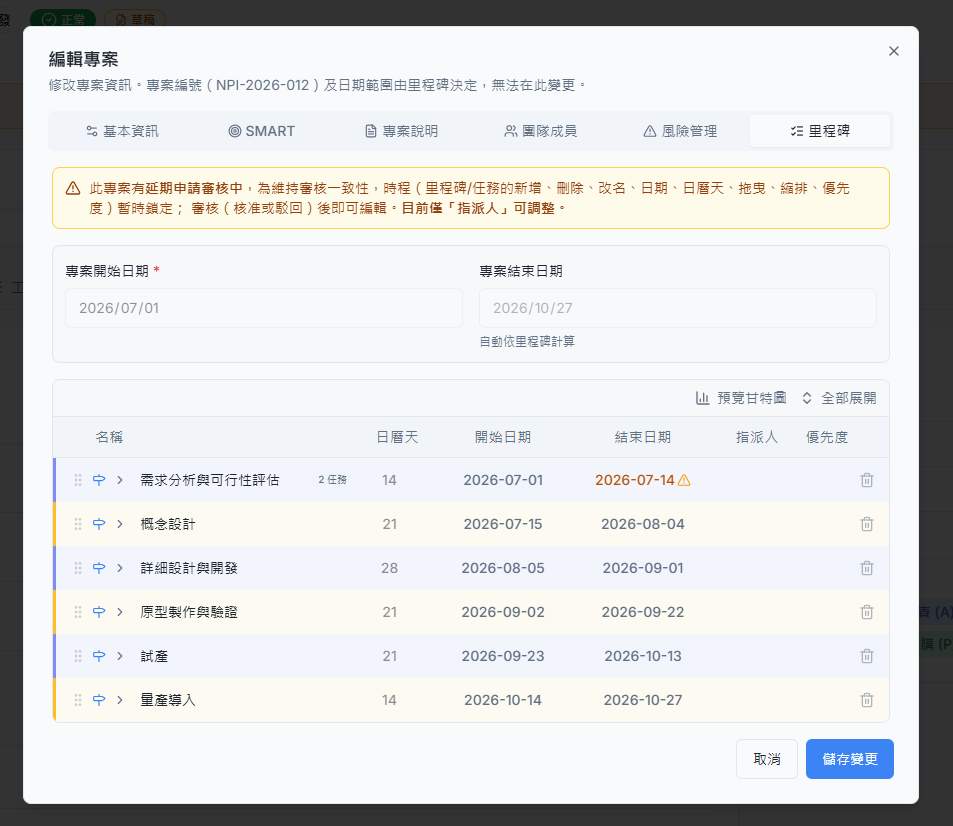 發 正常 草稿
編輯專案
修改專案資訊。專案編號（NPI-2026-012）及日期範圍由里程碑決定，無法在此變更。
基本資訊 SMART 專案說明 團隊成員 風險管理 里程碑
此專案有延期申請審核中，為維持審核一致性，時程（里程碑/任務的新增、刪除、改名、日期、日曆天、拖曳、縮排、優先
度）暫時鎖定； 審核（核准或駁回）後即可編輯。目前僅「指派人」可調整。
專案開始日期 * 專案結束日期
2026/07/01 2026/10/27
自動依里程碑計算
工
預覽甘特圖 全部展開
名稱 日曆天 開始日期 結束日期 指派人 優先度
需求分析與可行性評估 2 任務 14 2026-07-01 2026-07-14
概念設計 21 2026-07-15 2026-08-04
詳細設計與開發 28 2026-08-05 2026-09-01
原型製作與驗證 21 2026-09-02 2026-09-22
責 (A)
購 (P
試產 21 2026-09-23 2026-10-13
量產導入 14 2026-10-14 2026-10-27
取消 儲存變更